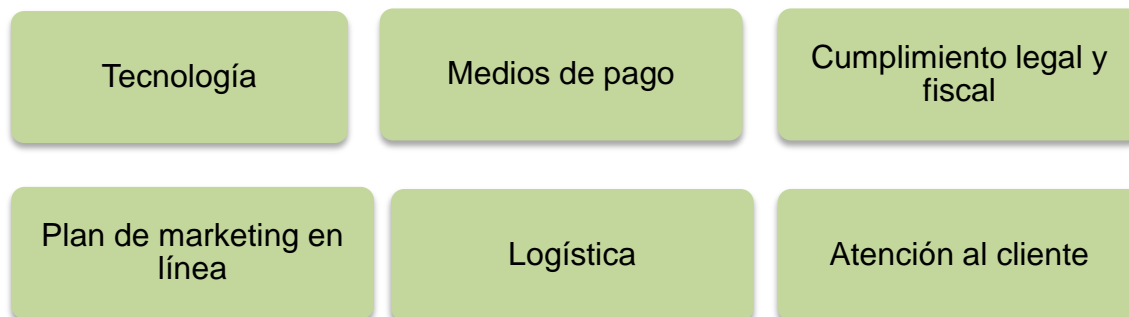 Tecnología
Medios de pago
Cumplimiento legal y
fiscal
Plan de marketing en
línea
Logística
Atención al cliente